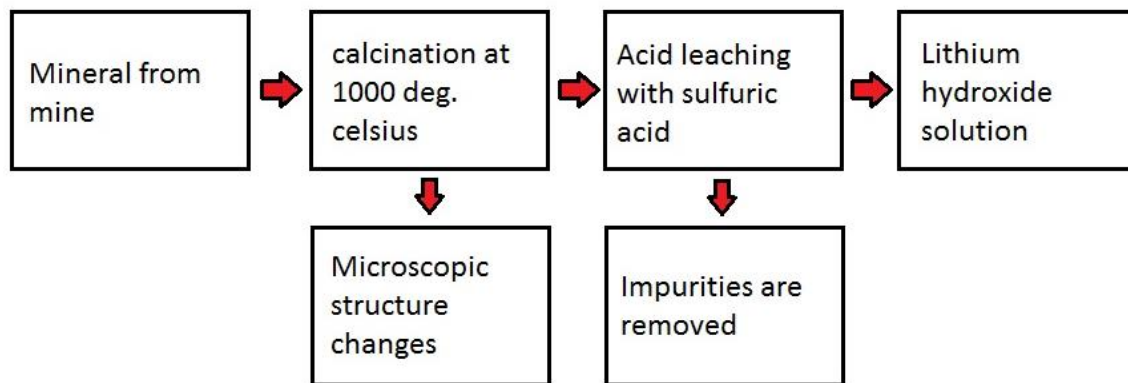 Mineral from
mine
calcination at
1000 deg.
celsius
Acid leaching
with sulfuric
acid
Lithium
hydroxide
solution
Microscopic
structure
changes
Impurities are
removed